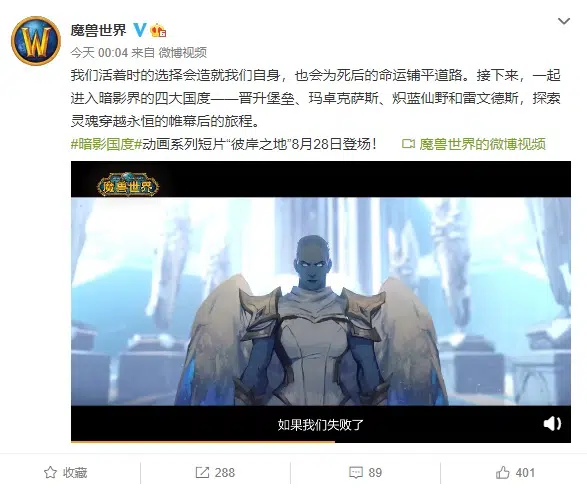 魔兽世界
今天 00:04 来自 微博视频
我们活着时的选择会造就我们自身，也会为死后的命运铺平道路。接下来，一起
进入暗影界的四大国度——晋升堡垒、玛卓克萨斯、炽蓝仙野和雷文德斯，探索
灵魂穿越永恒的帷幕后的旅程。
#暗影国度#动画系列短片“彼岸之地”8月28日登场！ 魔兽世界的微博视频
魔兽世界
如果我们失败了
收藏 288 89 401